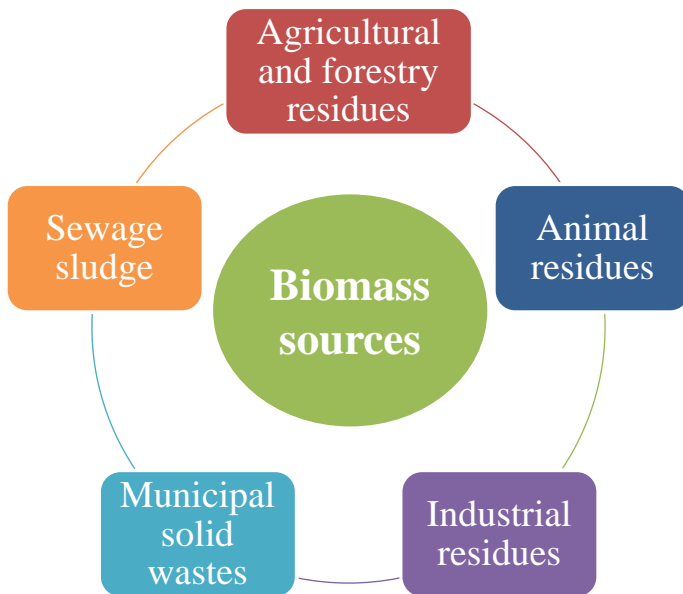 Agricultural
and forestry
residues
Sewage
sludge
Animal
residues
Biomass
sources
Municipal
solid
wastes
Industrial
residues